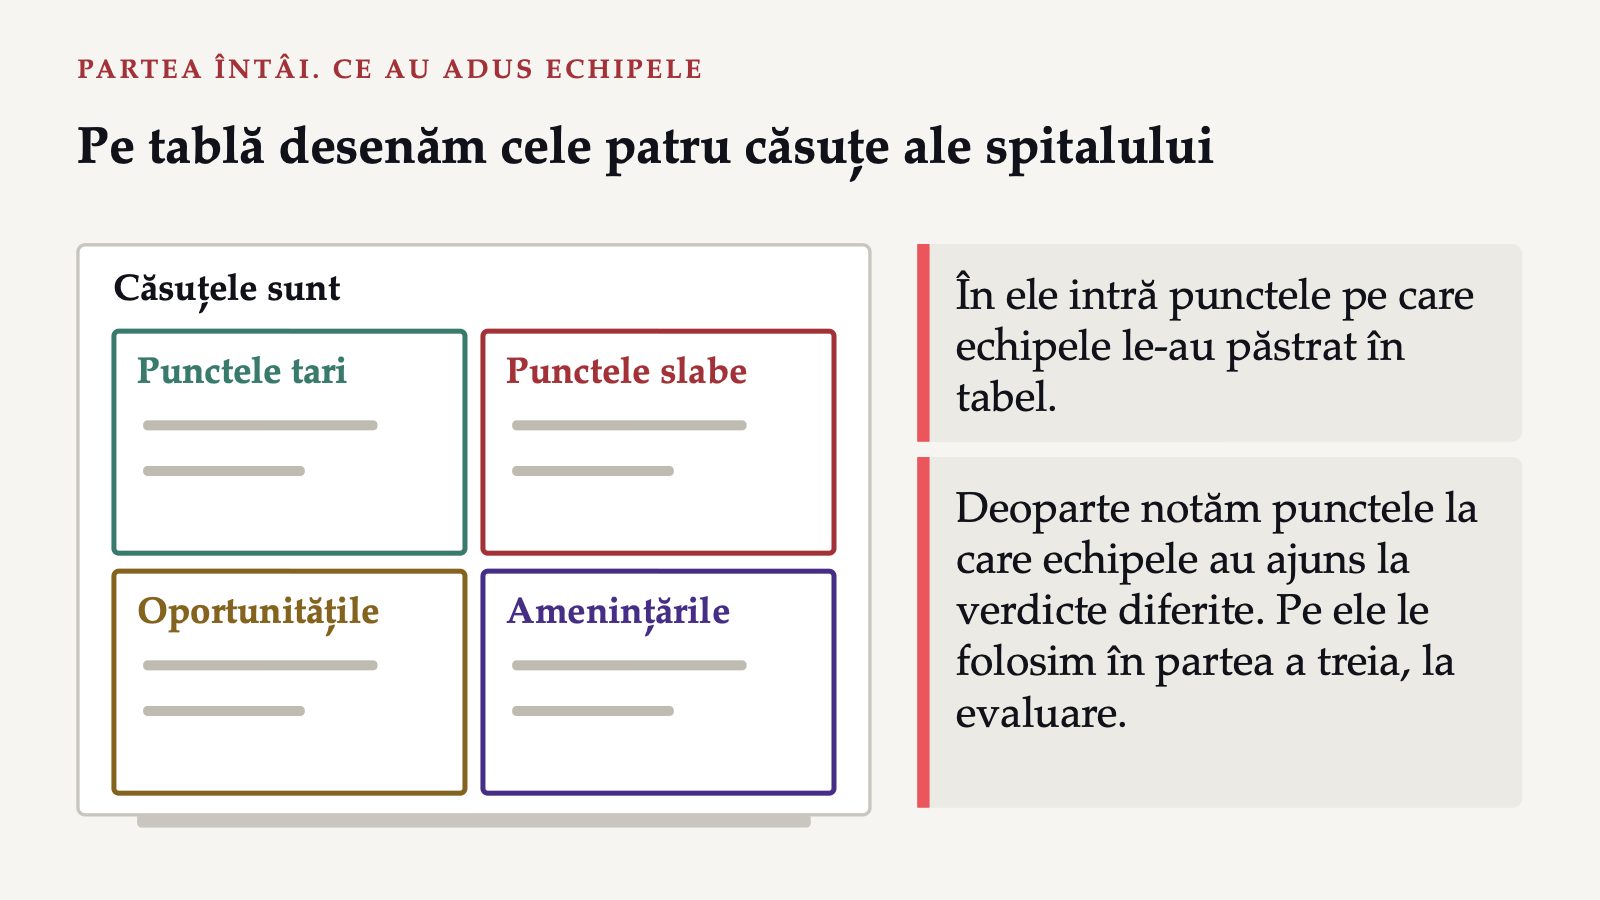 PARTEA ÎNTÂI. CE AU ADUS ECHIPELE
Pe tablă desenăm cele patru căsuțe ale spitalului
Căsuțele sunt
Punctele tari
Punctele slabe
Oportunitățile
Amenințările
În ele intră punctele pe care
echipele le-au păstrat în
tabel.
Deoparte notăm punctele la
care echipele au ajuns la
verdicte diferite. Pe ele le
folosim în partea a treia, la
evaluare.